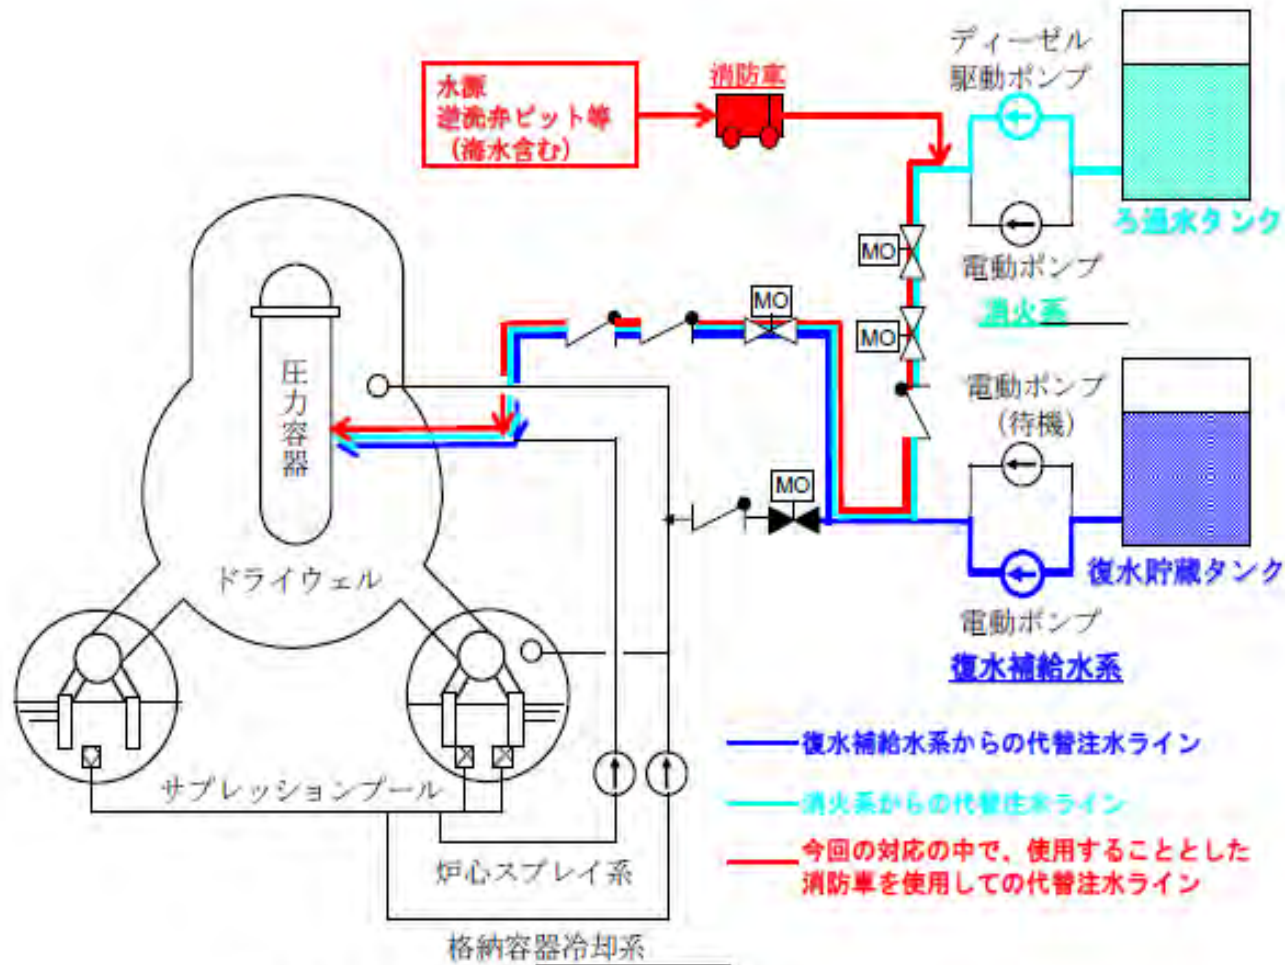 ディーゼル
駆動ポンプ
消防車
水源
逆洗弁ピット等
（海水含む）
ろ過水タンク
MO
電動ポンプ
消火系
MO
MO
圧力容器
電動ポンプ
(待機)
MO
ドライウェル
復水貯蔵タンク
電動ポンプ
復水補給水系
復水補給水系からの代替注水ライン
サプレッションプール
消火系からの代替注水ライン
今回の対応の中で、使用することとした
消防車を使用しての代替注水ライン
炉心スプレイ系
格納容器冷却系